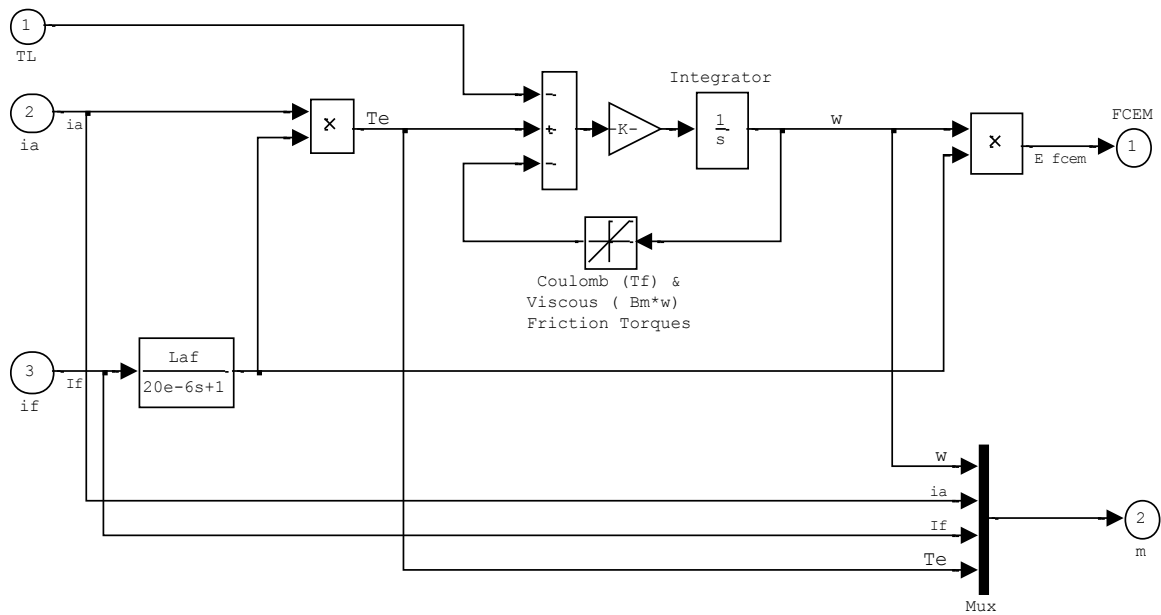 1
TL
Integrator
2
ia
ia
x
Te
-
+
-
-K-
1
s
w
x
E fcem
FCEM
1
Coulomb (Tf) &
Viscous ( Bm*w)
Friction Torques
3
if
If
Laf
20e-6s+1
w
ia
If
Te
Mux
2
m